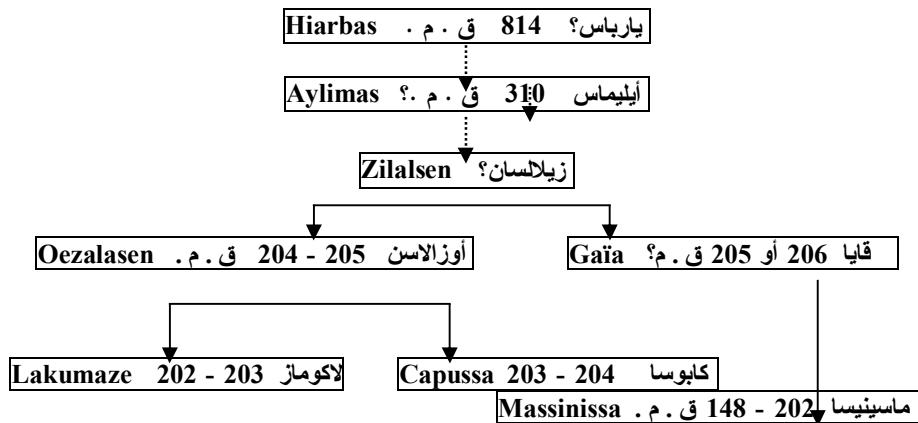 يارباس؟ 814 ق . م . Hiarbas
أيليماس 310 ق . م .؟ Aylimas
زيلالسان؟ Zilalsen
قايا 206 أو 205 ق . م؟ Gaïa
أوزالاسن 205 - 204 ق . م . Oezalasen
كابوسا 204 - 203 Capussa
لاكوماز 203 - 202 Lakumaze
ماسينيسا 202 - 148 ق . م . Massinissa